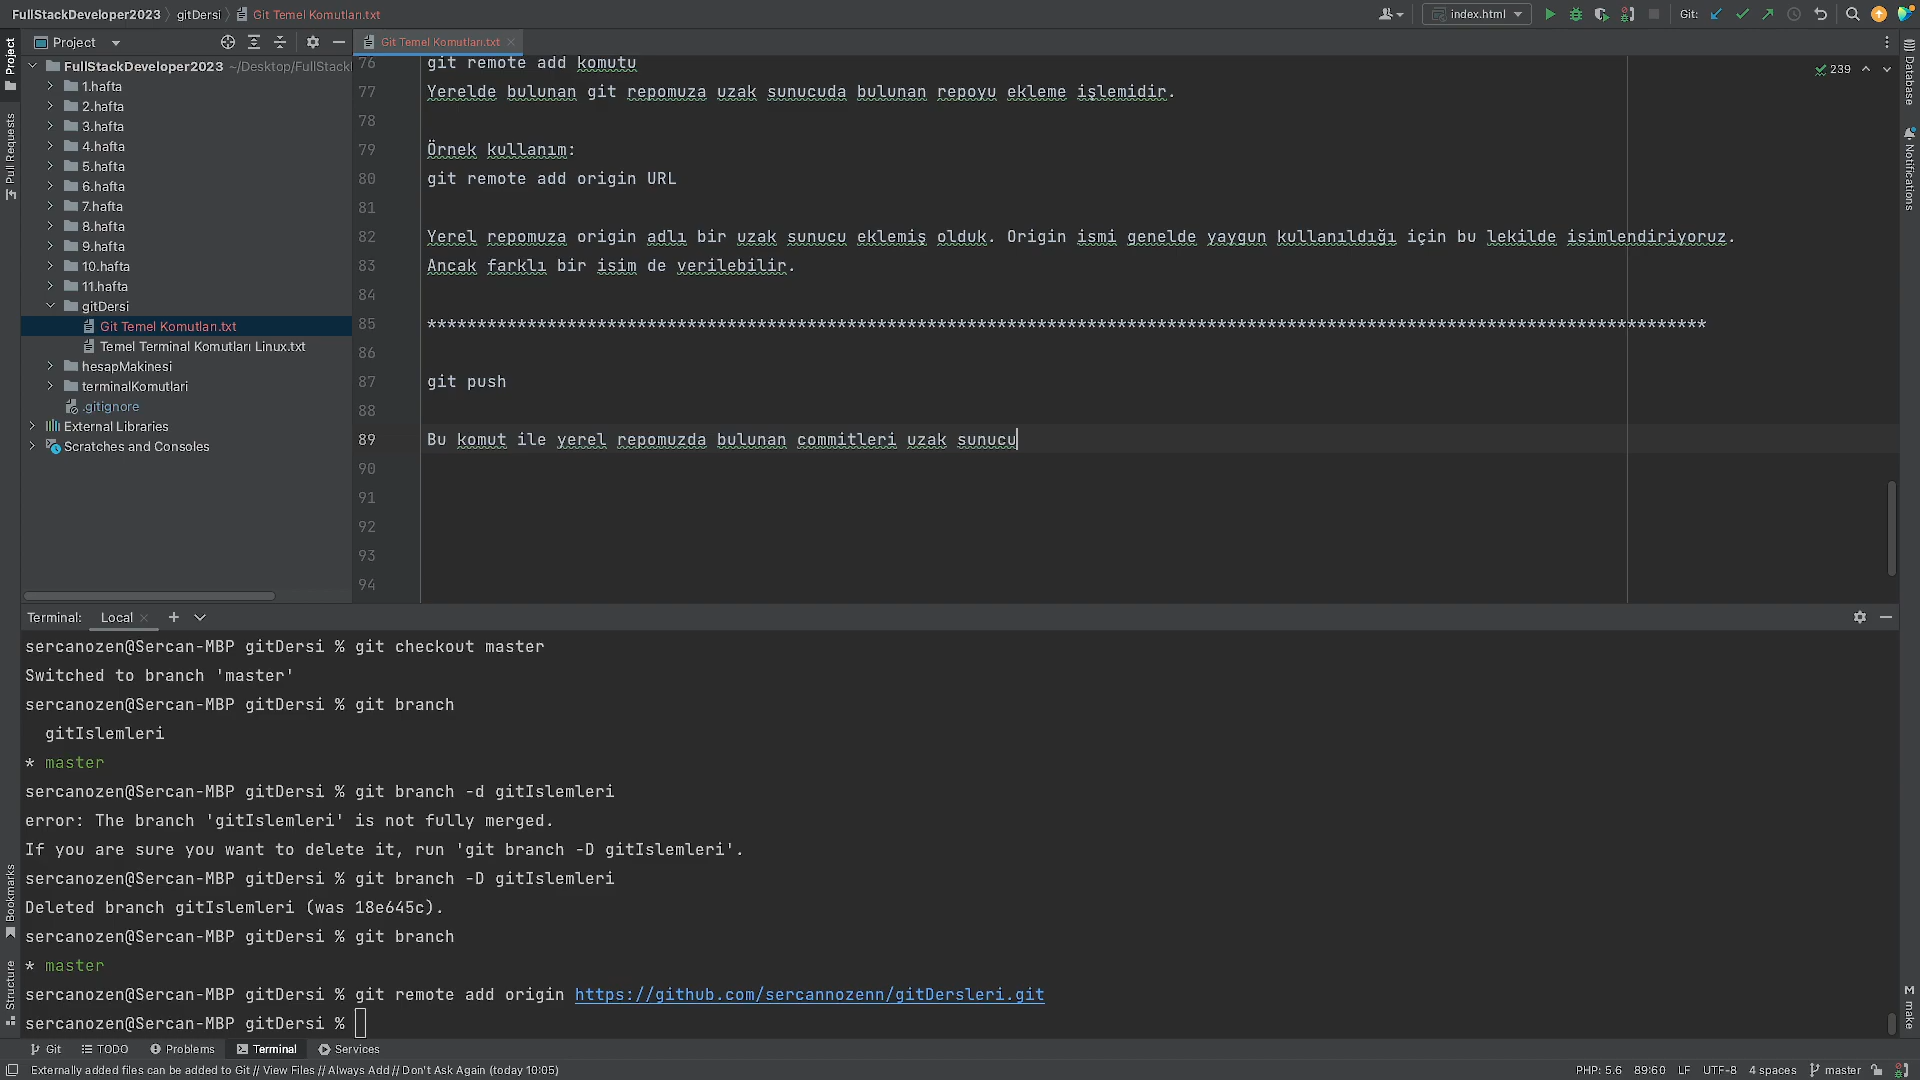 FullStackDeveloper2023 gitDersi Git Temel Komutları.txt
index.html
Git:
Project
Git Temel Komutları.txt
FullStackDeveloper2023 ~/Desktop/FullStackI
1.hafta
2.hafta
3.hafta
4.hafta
5.hafta
6.hafta
7.hafta
8.hafta
9.hafta
10.hafta
11.hafta
gitDersi
Git Temel Komutları.txt
Temel Terminal Komutları Linux.txt
hesapMakinesi
terminalKomutlari
.gitignore
External Libraries
Scratches and Consoles
Project
Pull Requests
Bookmarks
Structure
239
76 git remote add komutu
77 Yerelde bulunan git repomuza uzak sunucuda bulunan repoyu ekleme işlemidir.
78
79 Örnek kullanım:
80 git remote add origin URL
81
82 Yerel repomuza origin adlı bir uzak sunucu eklemiş olduk. Origin ismi genelde yaygın kullanıldığı için bu lekilde isimlendiriyoruz.
83 Ancak farklı bir isim de verilebilir.
84
85 ********************************************************************************************************************************
86
87 git push
88
89 Bu komut ile yerel repomuzda bulunan commitleri uzak sunucu
90
91
92
93
94
Database
Notifications
make
Terminal: Local
sercanozen@Sercan-MBP gitDersi % git checkout master
Switched to branch 'master'
sercanozen@Sercan-MBP gitDersi % git branch
gitIslemleri
* master
sercanozen@Sercan-MBP gitDersi % git branch -d gitIslemleri
error: The branch 'gitIslemleri' is not fully merged.
If you are sure you want to delete it, run 'git branch -D gitIslemleri'.
sercanozen@Sercan-MBP gitDersi % git branch -D gitIslemleri
Deleted branch gitIslemleri (was 18e645c).
sercanozen@Sercan-MBP gitDersi % git branch
* master
sercanozen@Sercan-MBP gitDersi % git remote add origin https://github.com/sercannozenn/gitDersleri.git
sercanozen@Sercan-MBP gitDersi %
Git TODO Problems Terminal Services
Externally added files can be added to Git // View Files // Always Add // Don't Ask Again (today 10:05)
PHP: 5.6 89:60 LF UTF-8 4 spaces master